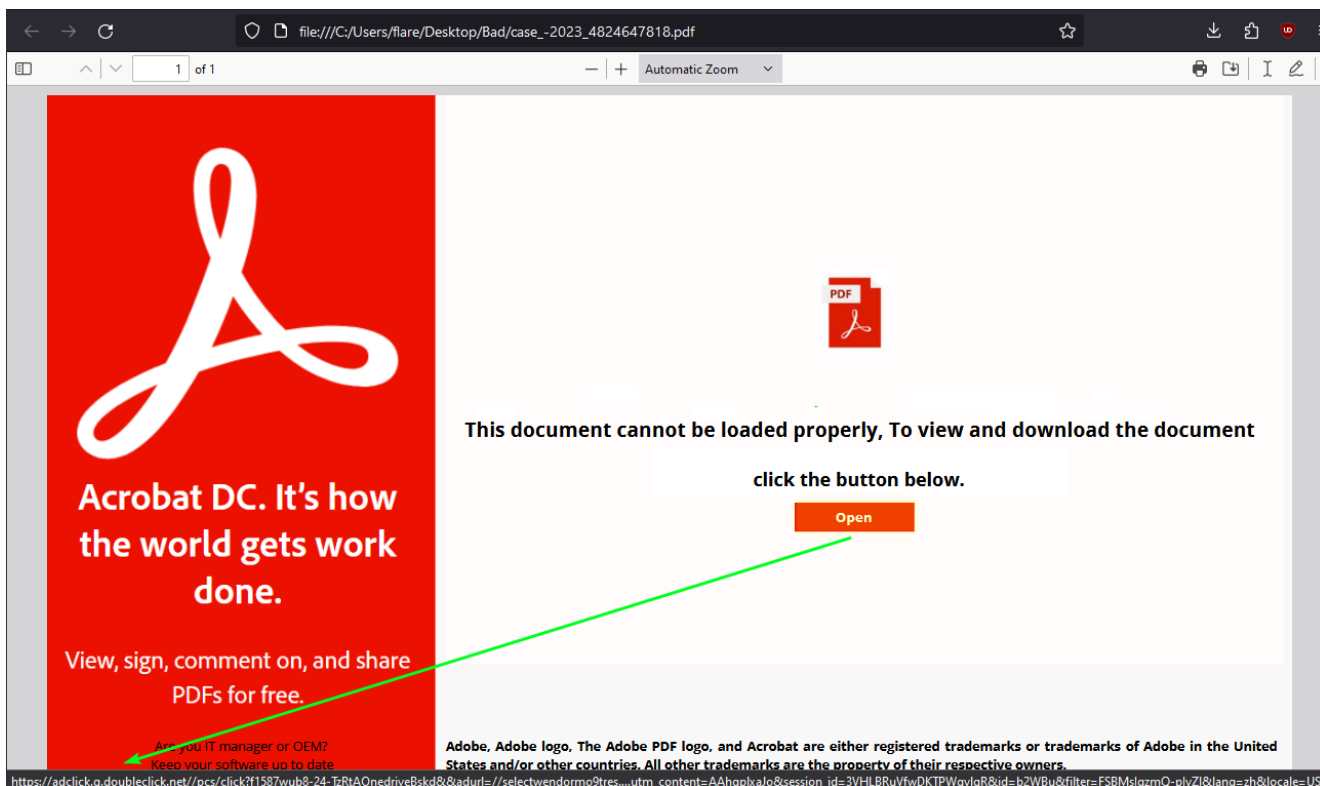 file:///C:/Users/flare/Desktop/Bad/case_-2023_4824647818.pdf
1 of 1
Automatic Zoom
PDF
Acrobat DC. It's how
the world gets work
done.
View, sign, comment on, and share
PDFs for free.
Are you IT manager or OEM?
Keep your software up to date
This document cannot be loaded properly, To view and download the document
click the button below.
Open
Adobe, Adobe logo, The Adobe PDF logo, and Acrobat are either registered trademarks or trademarks of Adobe in the United
States and/or other countries. All other trademarks are the property of their respective owners.